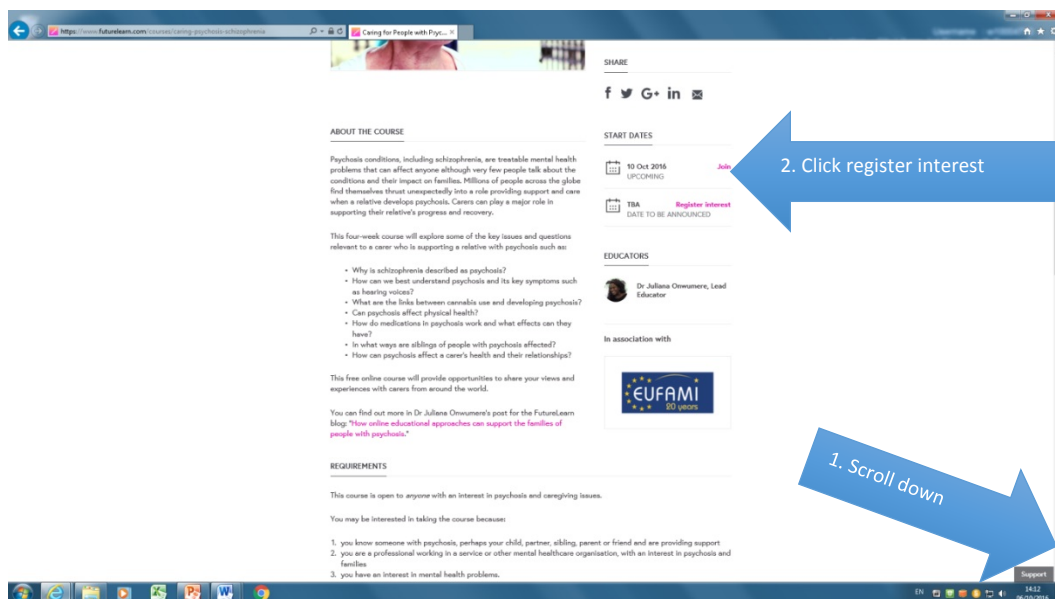 https://www.futurelearn.com/courses/caring-psychosis-schizophrenia
Caring for People with Psyc...
SHARE
f G+ in
ABOUT THE COURSE
Psychosis conditions, including schizophrenia, are treatable mental health
problems that can affect anyone although very few people talk about the
conditions and their impact on families. Millions of people across the globe
find themselves thrust unexpectedly into a role providing support and care
when a relative develops psychosis. Carers can play a major role in
supporting their relative's progress and recovery.
This four-week course will explore some of the key issues and questions
relevant to a carer who is supporting a relative with psychosis such as:
• Why is schizophrenia described as psychosis?
• How can we best understand psychosis and its key symptoms such
as hearing voices?
• What are the links between cannabis use and developing psychosis?
• Can psychosis affect physical health?
• How do medications in psychosis work and what effects can they
have?
• In what ways are siblings of people with psychosis affected?
• How can psychosis affect a carer's health and their relationships?
This free online course will provide opportunities to share your views and
experiences with carers from around the world.
You can find out more in Dr Juliana Onwumere's post for the FutureLearn
blog: "How online educational approaches can support the families of
people with psychosis."
START DATES
10 Oct 2016 Join
UPCOMING
TBA Register interest
DATE TO BE ANNOUNCED
2. Click register interest
EDUCATORS
Dr Juliana Onwumere, Lead
Educator
In association with
EUFAMI
20 years
REQUIREMENTS
This course is open to anyone with an interest in psychosis and caregiving issues.
You may be interested in taking the course because:
1. you know someone with psychosis, perhaps your child, partner, sibling, parent or friend and are providing support
2. you are a professional working in a service or other mental healthcare organisation, with an interest in psychosis and
families
3. you have an interest in mental health problems.
1. Scroll down
Support
EN
14:12
06/10/2016